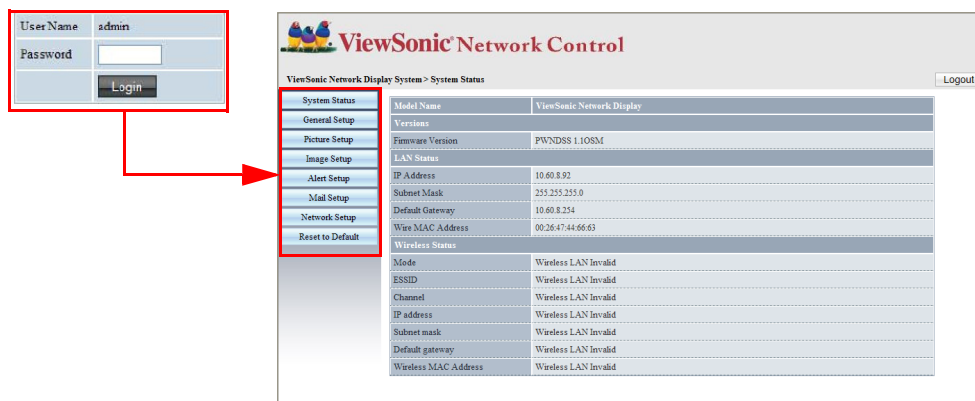 User Name admin
Password
Login
ViewSonic® Network Control
ViewSonic Network Display System > System Status
Logout
System Status
General Setup
Picture Setup
Image Setup
Alert Setup
Mail Setup
Network Setup
Reset to Default
Model Name ViewSonic Network Display
Versions
Firmware Version PWNDSS 1.1OSM
LAN Status
IP Address 10.60.8.92
Subnet Mask 255.255.255.0
Default Gateway 10.60.8.254
Wire MAC Address 00:26:47:44:66:63
Wireless Status
Mode Wireless LAN Invalid
ESSID Wireless LAN Invalid
Channel Wireless LAN Invalid
IP address Wireless LAN Invalid
Subnet mask Wireless LAN Invalid
Default gateway Wireless LAN Invalid
Wireless MAC Address Wireless LAN Invalid